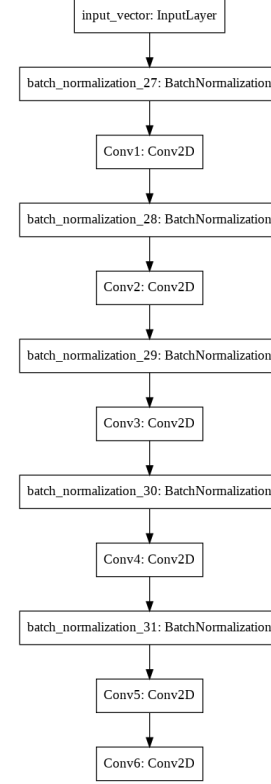 input_vector: InputLayer
batch_normalization_27: BatchNormalization
Conv1: Conv2D
batch_normalization_28: BatchNormalization
Conv2: Conv2D
batch_normalization_29: BatchNormalization
Conv3: Conv2D
batch_normalization_30: BatchNormalization
Conv4: Conv2D
batch_normalization_31: BatchNormalization
Conv5: Conv2D
Conv6: Conv2D